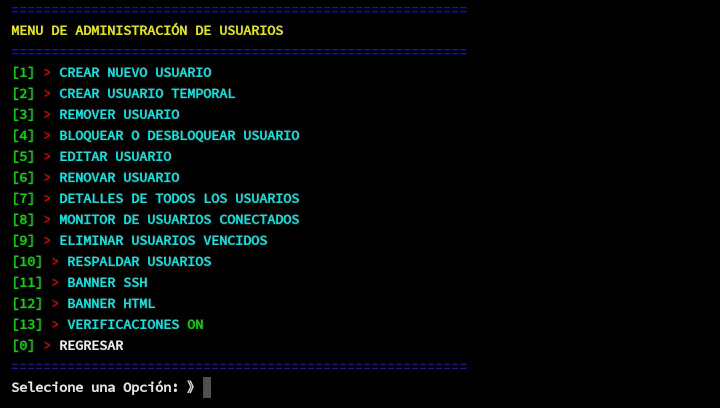 =========================================================
MENU DE ADMINISTRACIÓN DE USUARIOS
=========================================================
[1] > CREAR NUEVO USUARIO
[2] > CREAR USUARIO TEMPORAL
[3] > REMOVER USUARIO
[4] > BLOQUEAR O DESBLOQUEAR USUARIO
[5] > EDITAR USUARIO
[6] > RENOVAR USUARIO
[7] > DETALLES DE TODOS LOS USUARIOS
[8] > MONITOR DE USUARIOS CONECTADOS
[9] > ELIMINAR USUARIOS VENCIDOS
[10] > RESPALDAR USUARIOS
[11] > BANNER SSH
[12] > BANNER HTML
[13] > VERIFICACIONES ON
[0] > REGRESAR
=========================================================
Selecione una Opción: 》